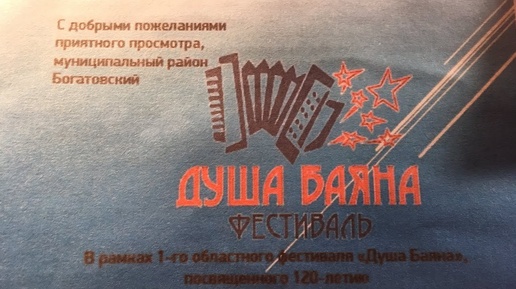 С добрыми пожеланиями
приятного просмотра,
муниципальный район
Богатовский
ДУША БАЯНА
ФЕСТИВАЛЬ
В рамках 1-го областного фестиваля «Душа Баяна»,
посвященного 120-летию